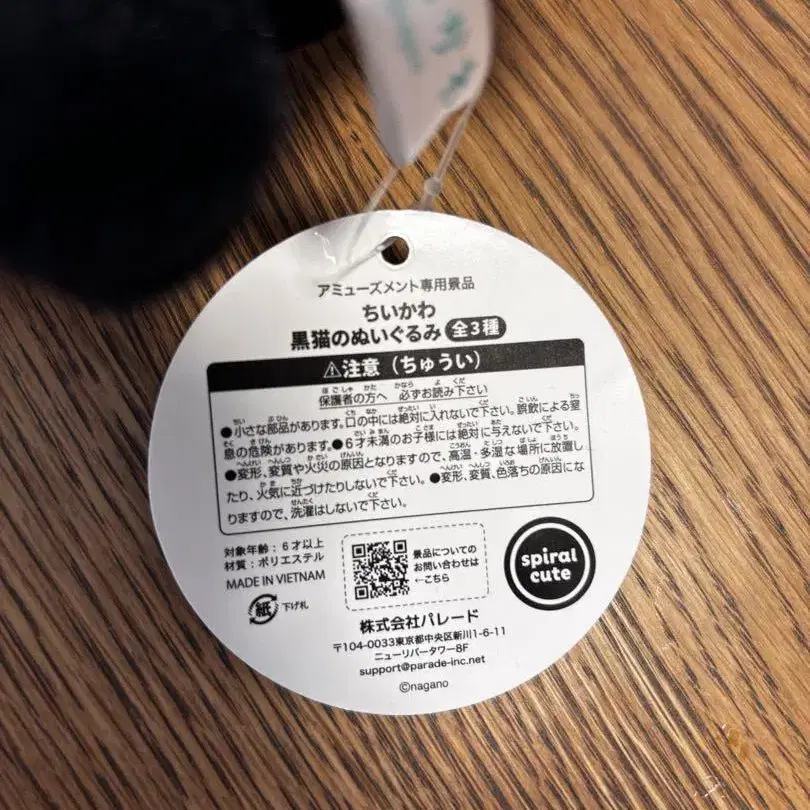 アミューズメント専用景品
ちいかわ
黒猫のぬいぐるみ 全3種
⚠注意（ちゅうい）
保護者の方へ 必ずお読み下さい
●小さな部品があります。口の中には絶対に入れないで下さい。誤飲による窒
息の危険があります。●6才未満のお子様には絶対に与えないで下さい。
●変形、変質や火災の原因となりますので、高温・多湿な場所に放置し
たり、火気に近づけたりしないで下さい。●変形、変質、色落ちの原因にな
りますので、洗濯はしないで下さい。
対象年齢：6才以上
材質：ポリエステル
MADE IN VIETNAM
紙 下げ札
景品についての
お問い合わせは
←こちら
spiral
cute
株式会社パレード
〒104-0033東京都中央区新川1-6-11
ニューリバータワー8F
support@parade-inc.net
©nagano